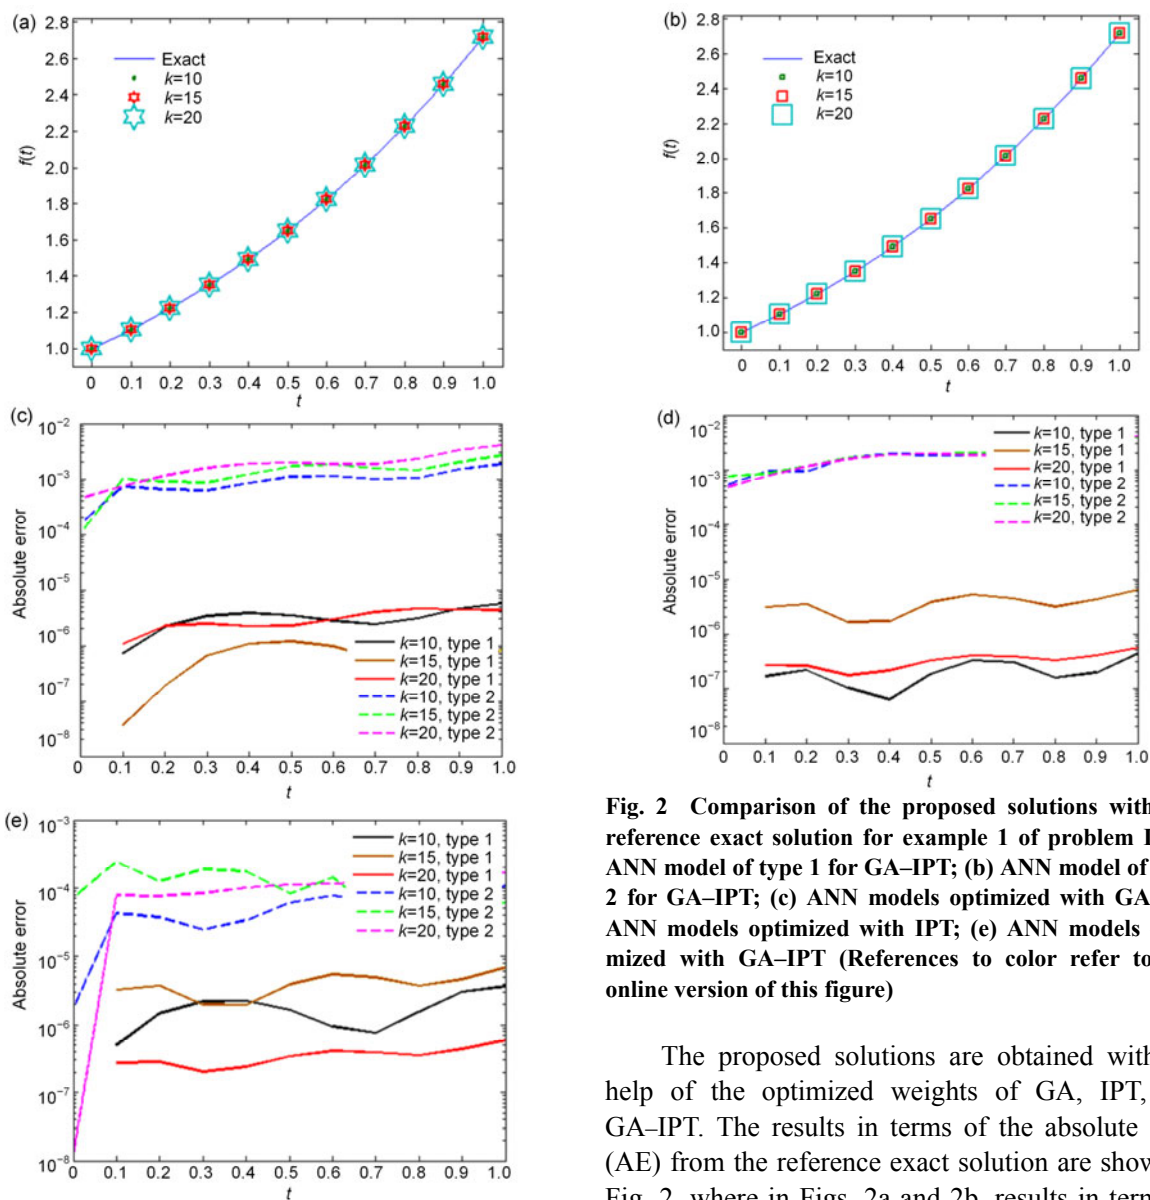 (a)
2.8
2.6
2.4
2.2
2.0
1.8
1.6
1.4
1.2
1.0
f(t)
Exact
k=10
k=15
k=20
0 0.1 0.2 0.3 0.4 0.5 0.6 0.7 0.8 0.9 1.0
t
(b)
2.8
2.6
2.4
2.2
2.0
1.8
1.6
1.4
1.2
1.0
f(t)
Exact
k=10
k=15
k=20
0 0.1 0.2 0.3 0.4 0.5 0.6 0.7 0.8 0.9 1.0
t
(c)
10⁻²
10⁻³
10⁻⁴
10⁻⁵
10⁻⁶
10⁻⁷
10⁻⁸
Absolute error
k=10, type 1
k=15, type 1
k=20, type 1
k=10, type 2
k=15, type 2
k=20, type 2
0 0.1 0.2 0.3 0.4 0.5 0.6 0.7 0.8 0.9 1.0
t
(d)
10⁻²
10⁻³
10⁻⁴
10⁻⁵
10⁻⁶
10⁻⁷
10⁻⁸
Absolute error
k=10, type 1
k=15, type 1
k=20, type 1
k=10, type 2
k=15, type 2
k=20, type 2
0 0.1 0.2 0.3 0.4 0.5 0.6 0.7 0.8 0.9 1.0
t
(e)
10⁻³
10⁻⁴
10⁻⁵
10⁻⁶
10⁻⁷
10⁻⁸
Absolute error
k=10, type 1
k=15, type 1
k=20, type 1
k=10, type 2
k=15, type 2
k=20, type 2
0 0.1 0.2 0.3 0.4 0.5 0.6 0.7 0.8 0.9 1.0
t
Fig. 2 Comparison of the proposed solutions with
reference exact solution for example 1 of problem I
ANN model of type 1 for GA–IPT; (b) ANN model of
2 for GA–IPT; (c) ANN models optimized with GA
ANN models optimized with IPT; (e) ANN models
mized with GA–IPT (References to color refer to
online version of this figure)
The proposed solutions are obtained with
help of the optimized weights of GA, IPT,
GA–IPT. The results in terms of the absolute
(AE) from the reference exact solution are show
Fig. 2, where in Figs. 2a and 2b, results in term